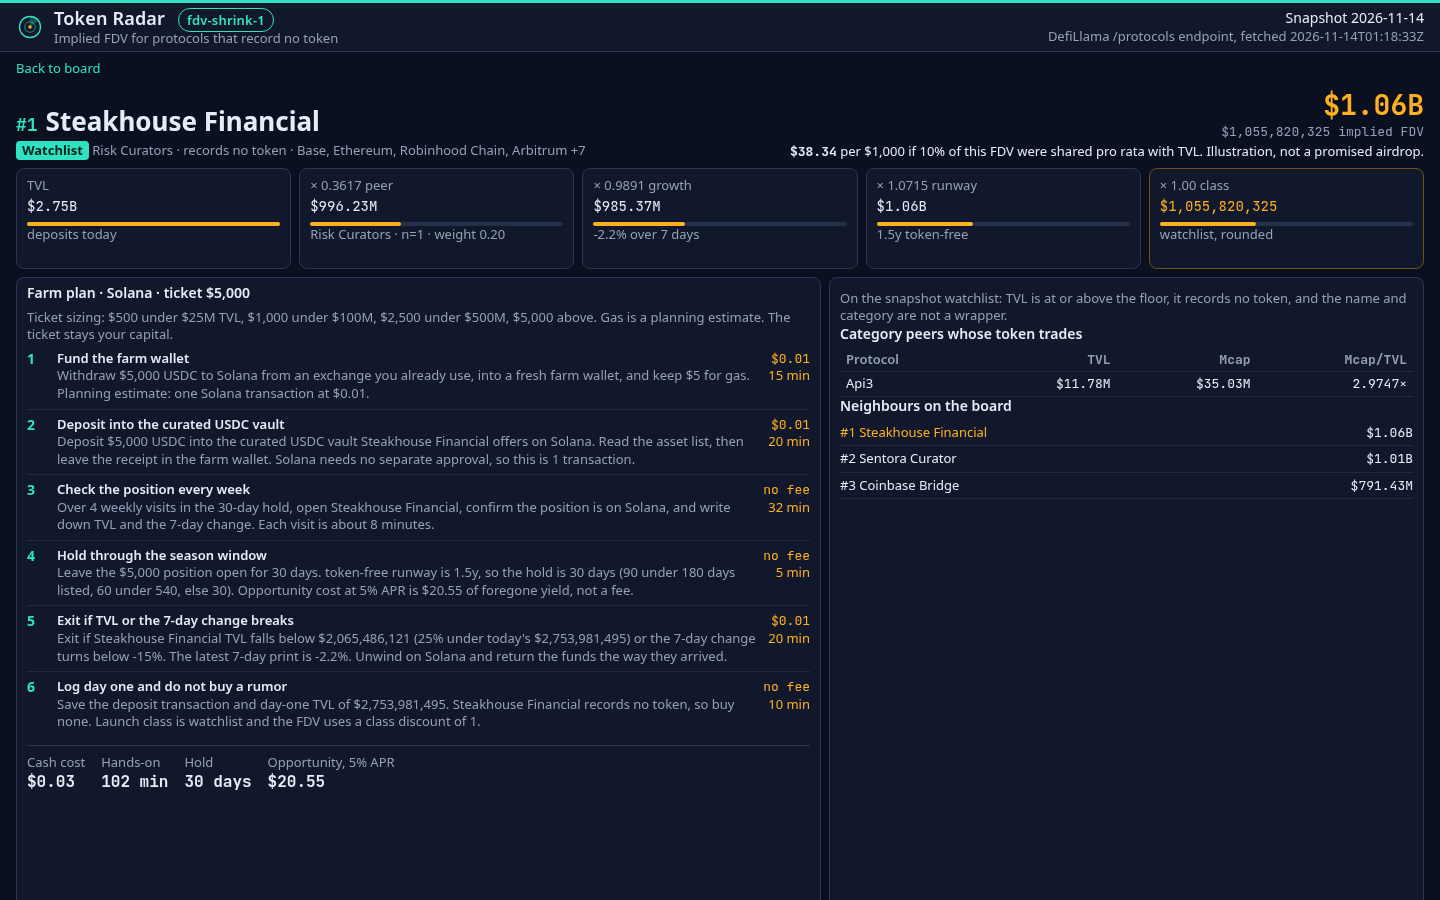 Token Radar fdv-shrink-1
Implied FDV for protocols that record no token
Snapshot 2026-11-14
DefiLlama /protocols endpoint, fetched 2026-11-14T01:18:33Z
Back to board
#1 Steakhouse Financial
Watchlist Risk Curators · records no token · Base, Ethereum, Robinhood Chain, Arbitrum +7
$1.06B
$1,055,820,325 implied FDV
$38.34 per $1,000 if 10% of this FDV were shared pro rata with TVL. Illustration, not a promised airdrop.
TVL
$2.75B
deposits today
× 0.3617 peer
$996.23M
Risk Curators · n=1 · weight 0.20
× 0.9891 growth
$985.37M
-2.2% over 7 days
× 1.0715 runway
$1.06B
1.5y token-free
× 1.00 class
$1,055,820,325
watchlist, rounded
Farm plan · Solana · ticket $5,000
Ticket sizing: $500 under $25M TVL, $1,000 under $100M, $2,500 under $500M, $5,000 above. Gas is a planning estimate. The
ticket stays your capital.
1 Fund the farm wallet $0.01
Withdraw $5,000 USDC to Solana from an exchange you already use, into a fresh farm wallet, and keep $5 for gas. 15 min
Planning estimate: one Solana transaction at $0.01.
2 Deposit into the curated USDC vault $0.01
Deposit $5,000 USDC into the curated USDC vault Steakhouse Financial offers on Solana. Read the asset list, then 20 min
leave the receipt in the farm wallet. Solana needs no separate approval, so this is 1 transaction.
3 Check the position every week no fee
Over 4 weekly visits in the 30-day hold, open Steakhouse Financial, confirm the position is on Solana, and write 32 min
down TVL and the 7-day change. Each visit is about 8 minutes.
4 Hold through the season window no fee
Leave the $5,000 position open for 30 days. token-free runway is 1.5y, so the hold is 30 days (90 under 180 days 5 min
listed, 60 under 540, else 30). Opportunity cost at 5% APR is $20.55 of foregone yield, not a fee.
5 Exit if TVL or the 7-day change breaks $0.01
Exit if Steakhouse Financial TVL falls below $2,065,486,121 (25% under today's $2,753,981,495) or the 7-day change 20 min
turns below -15%. The latest 7-day print is -2.2%. Unwind on Solana and return the funds the way they arrived.
6 Log day one and do not buy a rumor no fee
Save the deposit transaction and day-one TVL of $2,753,981,495. Steakhouse Financial records no token, so buy 10 min
none. Launch class is watchlist and the FDV uses a class discount of 1.
Cash cost Hands-on Hold Opportunity, 5% APR
$0.03 102 min 30 days $20.55
On the snapshot watchlist: TVL is at or above the floor, it records no token, and the name and
category are not a wrapper.
Category peers whose token trades
Protocol TVL Mcap Mcap/TVL
Api3 $11.78M $35.03M 2.9747×
Neighbours on the board
#1 Steakhouse Financial $1.06B
#2 Sentora Curator $1.01B
#3 Coinbase Bridge $791.43M